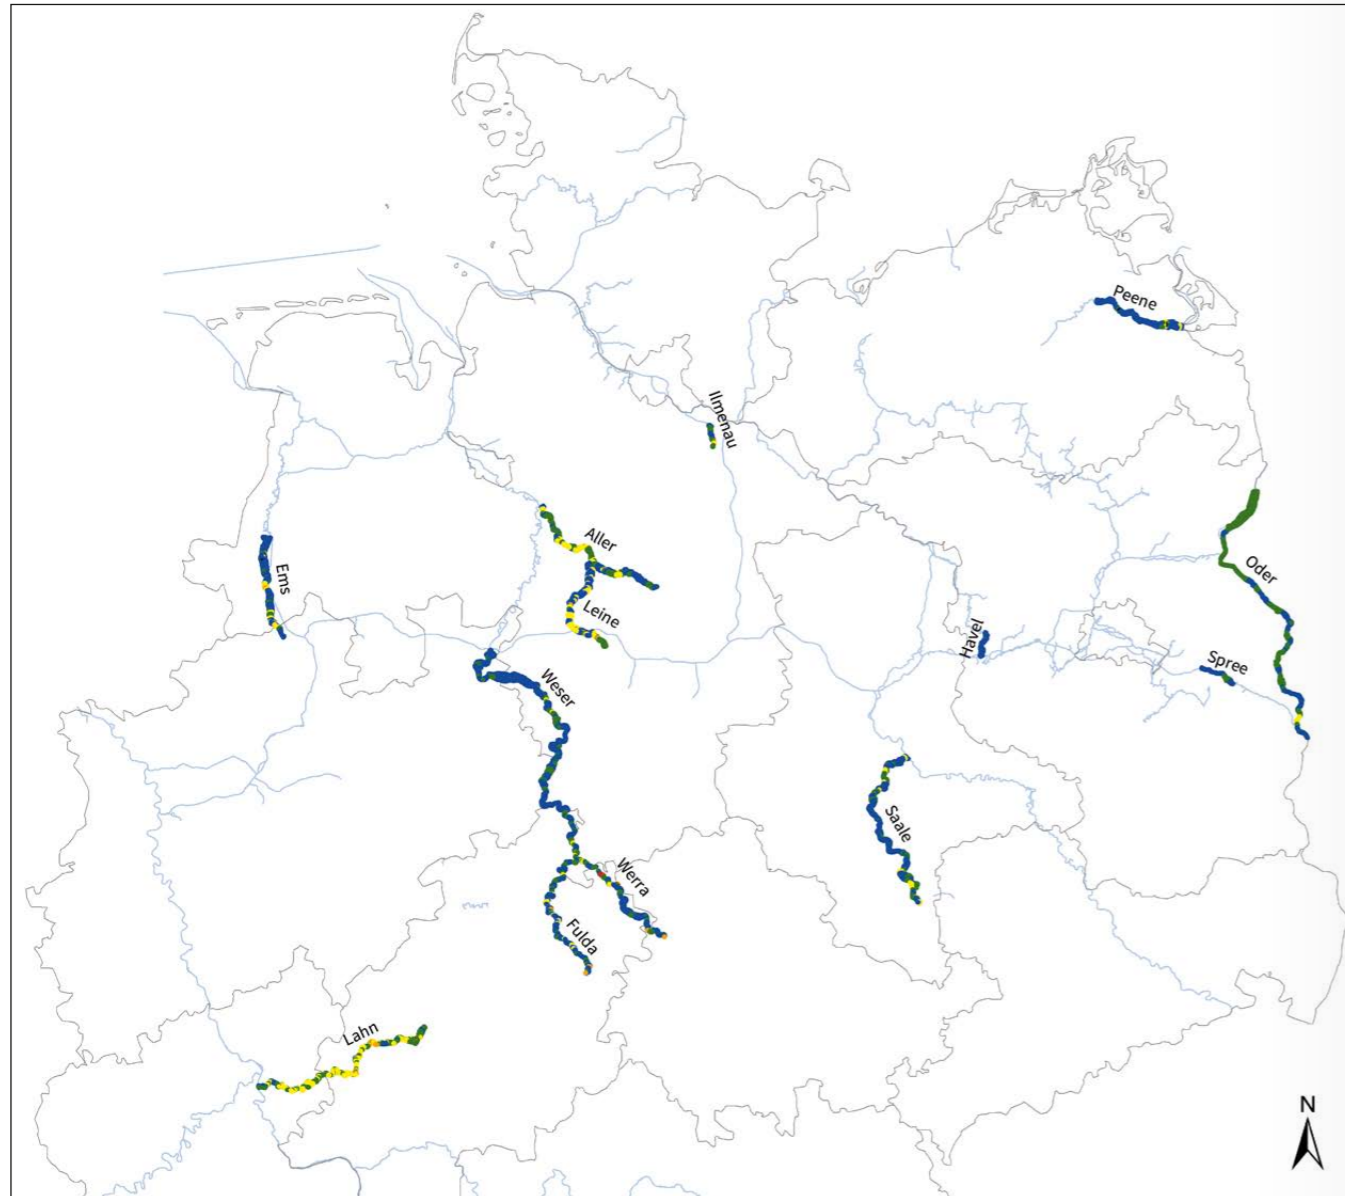 Peene
Ilmenau
Aller
Oder
Ems
Leine
Havel
Spree
Weser
Saale
Werra
Fulda
Lahn
N